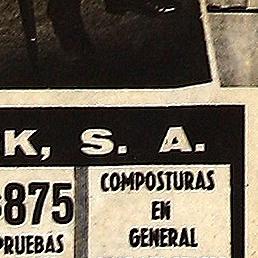 K, S. A.
$875
PRUEBAS
COMPOSTURAS
EN
GENERAL